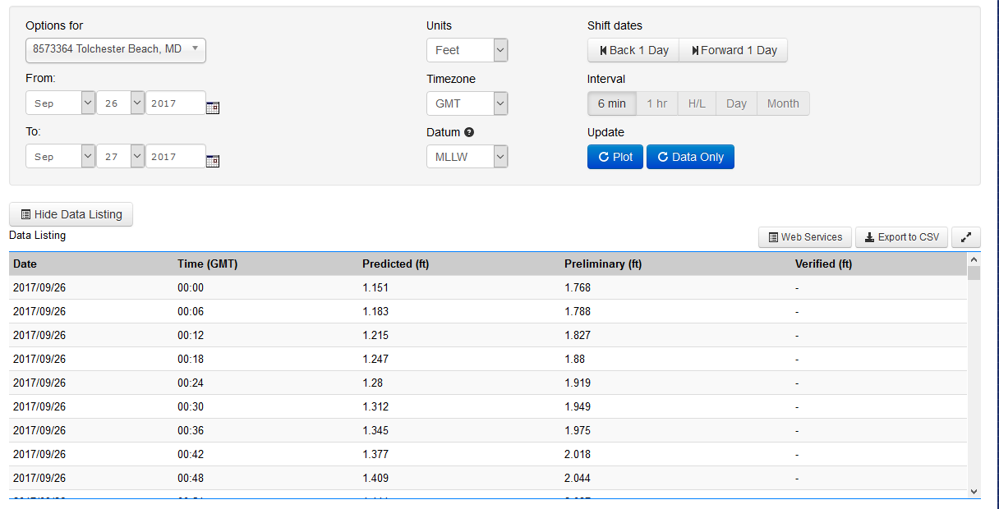 Options for Units Shift dates
8573364 Tolchester Beach, MD Feet Back 1 Day Forward 1 Day
From: Timezone Interval
Sep 26 2017 GMT 6 min 1 hr H/L Day Month
To: Datum ? Update
Sep 27 2017 MLLW Plot Data Only
Hide Data Listing
Data Listing Web Services Export to CSV
Date Time (GMT) Predicted (ft) Preliminary (ft) Verified (ft)
2017/09/26 00:00 1.151 1.768 -
2017/09/26 00:06 1.183 1.788 -
2017/09/26 00:12 1.215 1.827 -
2017/09/26 00:18 1.247 1.88 -
2017/09/26 00:24 1.28 1.919 -
2017/09/26 00:30 1.312 1.949 -
2017/09/26 00:36 1.345 1.975 -
2017/09/26 00:42 1.377 2.018 -
2017/09/26 00:48 1.409 2.044 -